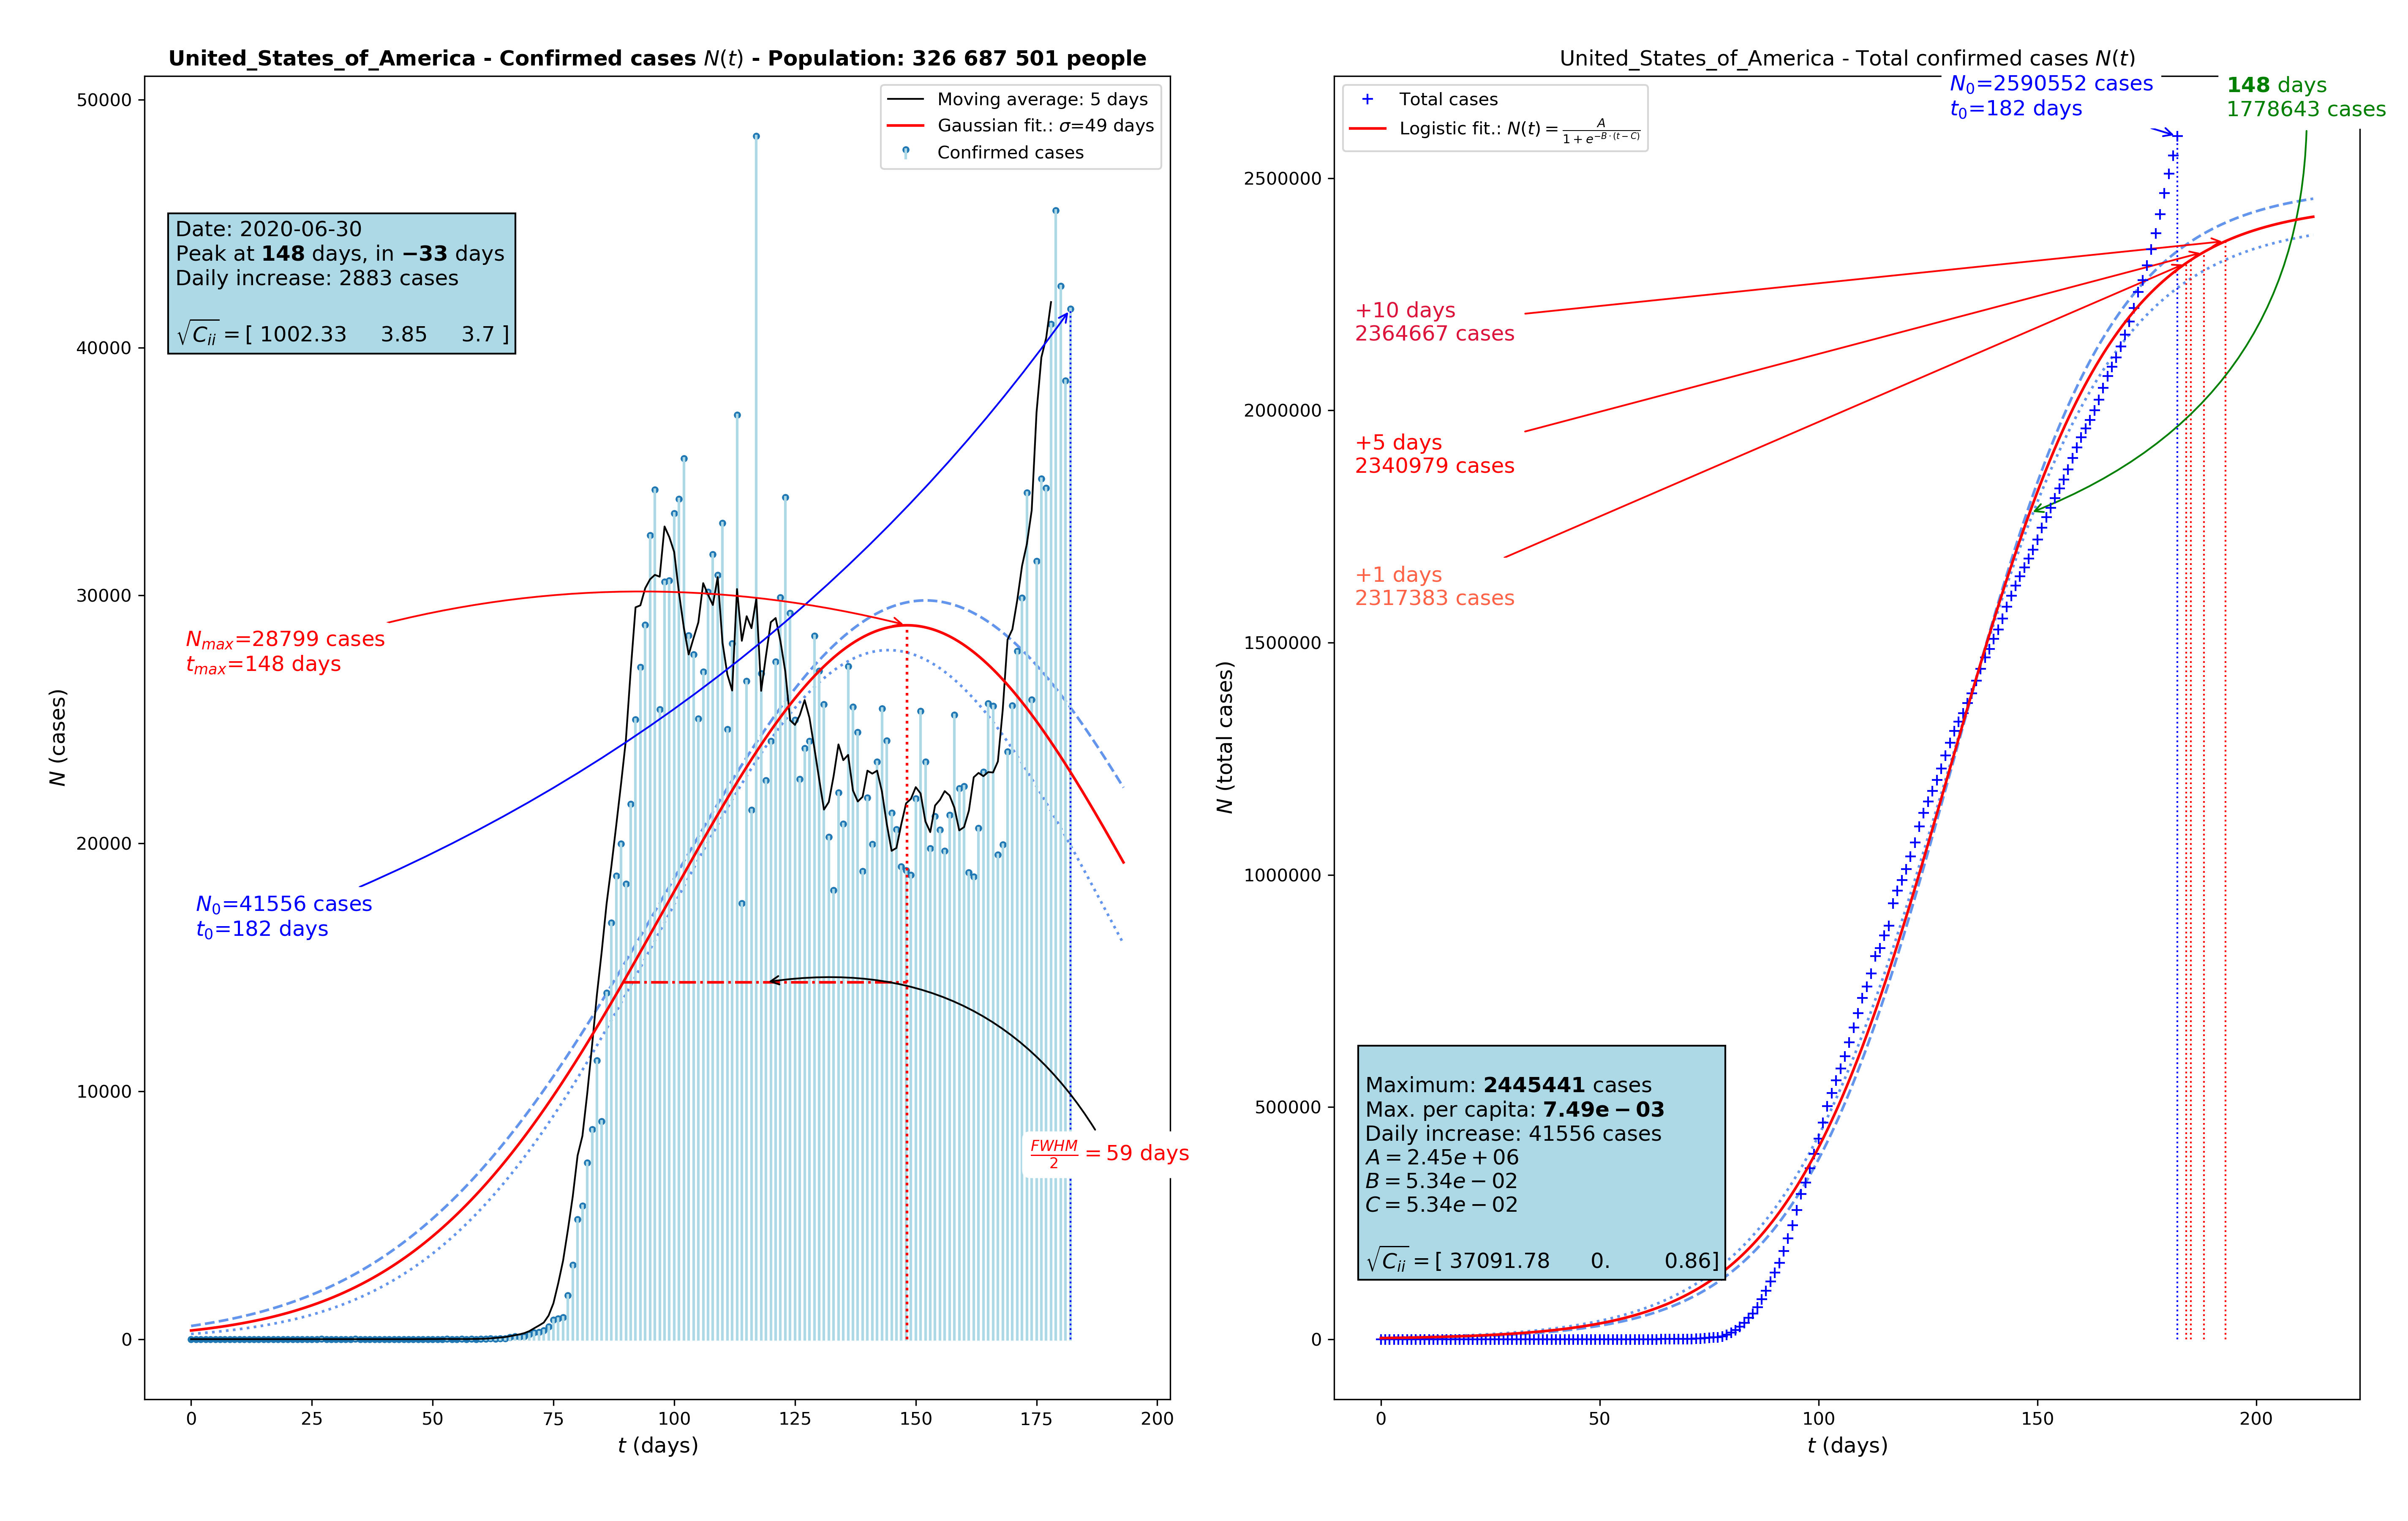 United_States_of_America - Confirmed cases N(t) - Population: 326 687 501 people
Moving average: 5 days
Gaussian fit.: σ=49 days
Confirmed cases
Date: 2020-06-30
Peak at 148 days, in −33 days
Daily increase: 2883 cases
√C_ii = [ 1002.33 3.85 3.7 ]
N_max=28799 cases
t_max=148 days
N_0=41556 cases
t_0=182 days
FWHM/2 = 59 days
N (cases)
50000
40000
30000
20000
10000
0
0 25 50 75 100 125 150 175 200
t (days)
United_States_of_America - Total confirmed cases N(t)
Total cases
Logistic fit.: N(t) = A/(1 + e^{−B·(t−C)})
N_0=2590552 cases
t_0=182 days
148 days
1778643 cases
+10 days
2364667 cases
+5 days
2340979 cases
+1 days
2317383 cases
Maximum: 2445441 cases
Max. per capita: 7.49e − 03
Daily increase: 41556 cases
A = 2.45e + 06
B = 5.34e − 02
C = 5.34e − 02
√C_ii = [ 37091.78 0. 0.86]
N (total cases)
2500000
2000000
1500000
1000000
500000
0
0 50 100 150 200
t (days)